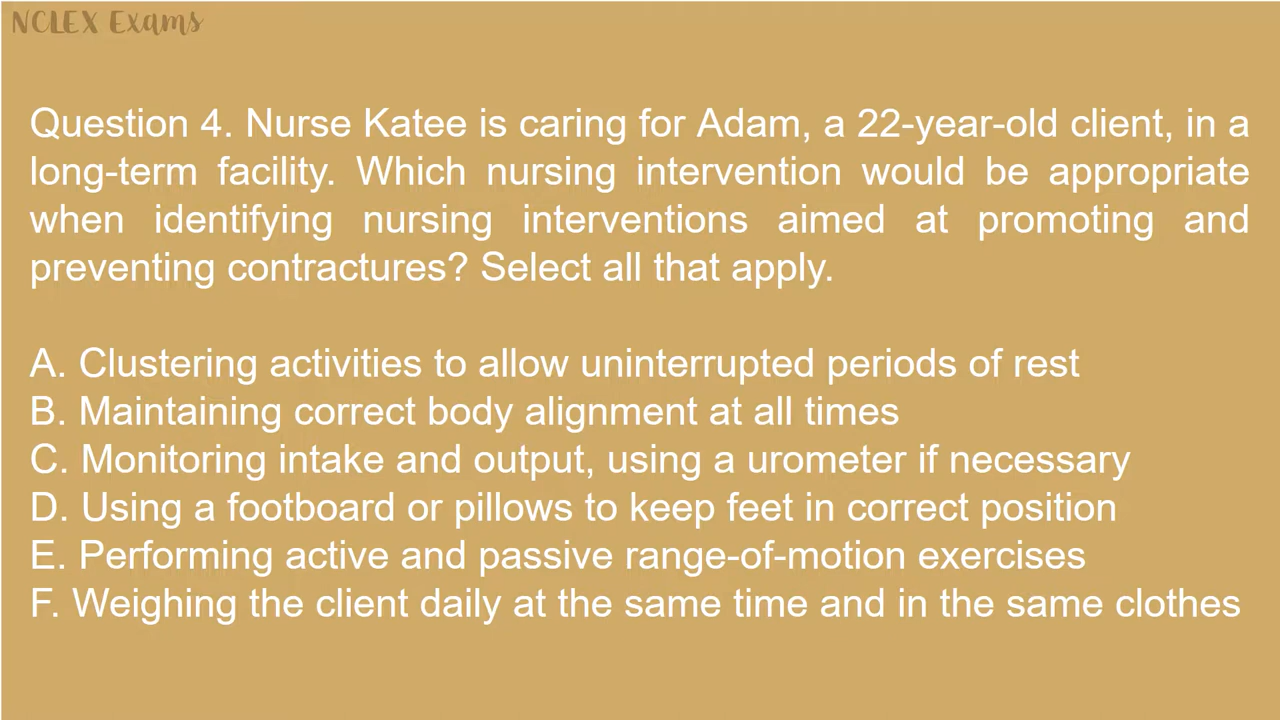 NCLEX Exams
Question 4. Nurse Katee is caring for Adam, a 22-year-old client, in a
long-term facility. Which nursing intervention would be appropriate
when identifying nursing interventions aimed at promoting and
preventing contractures? Select all that apply.
A. Clustering activities to allow uninterrupted periods of rest
B. Maintaining correct body alignment at all times
C. Monitoring intake and output, using a urometer if necessary
D. Using a footboard or pillows to keep feet in correct position
E. Performing active and passive range-of-motion exercises
F. Weighing the client daily at the same time and in the same clothes